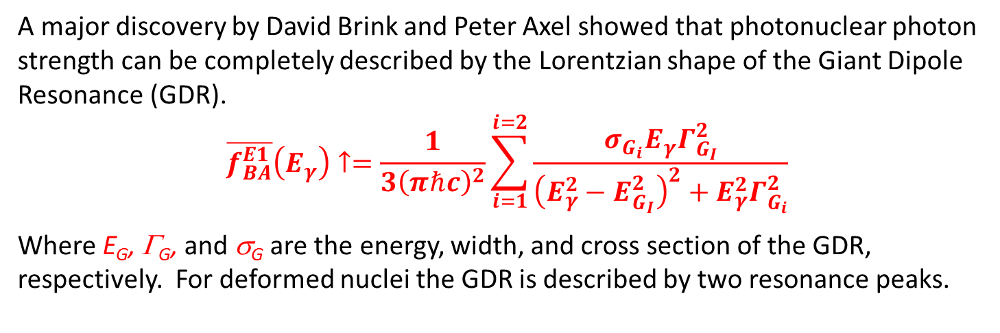 A major discovery by David Brink and Peter Axel showed that photonuclear photon
strength can be completely described by the Lorentzian shape of the Giant Dipole
Resonance (GDR).
$\overline{f_{BA}^{E1}}(E_\gamma) \uparrow = \frac{1}{3(\pi\hbar c)^2} \sum_{i=1}^{i=2} \frac{\sigma_{G_i} E_\gamma \Gamma_{G_I}^2}{(E_\gamma^2 - E_{G_I}^2)^2 + E_\gamma^2 \Gamma_{G_i}^2}$
Where E_G, Γ_G, and σ_G are the energy, width, and cross section of the GDR,
respectively. For deformed nuclei the GDR is described by two resonance peaks.